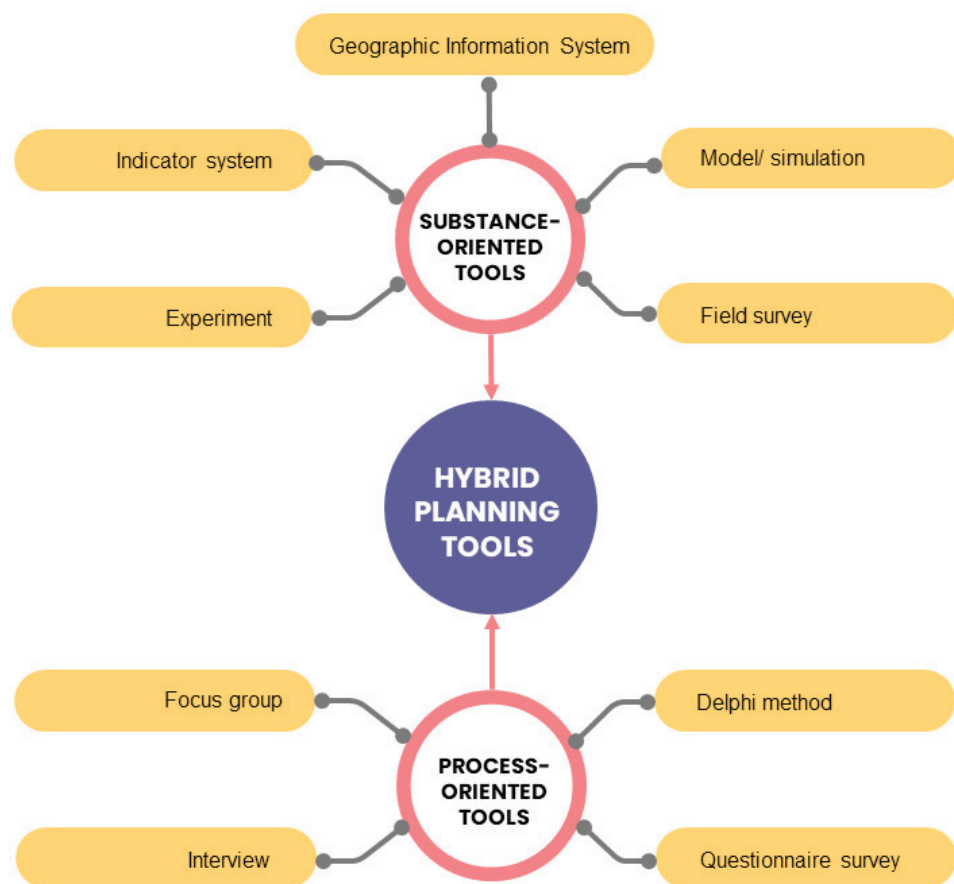 Geographic Information System
Indicator system
Model/ simulation
SUBSTANCE-
ORIENTED
TOOLS
Experiment
Field survey
HYBRID
PLANNING
TOOLS
Focus group
Delphi method
PROCESS-
ORIENTED
TOOLS
Interview
Questionnaire survey